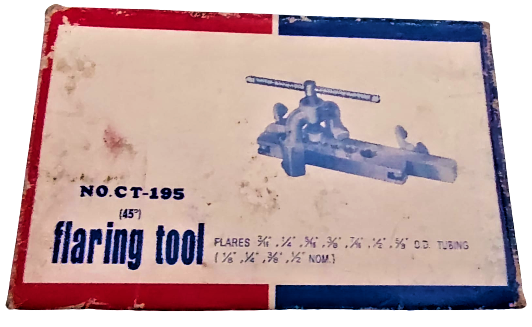 NO.CT-195
(45°)
flaring tool
FLARES 3/16", 1/4", 5/16", 3/8", 7/16", 1/2", 5/8" O.D. TUBING
(1/8", 1/4", 3/8", 1/2" NOM.)